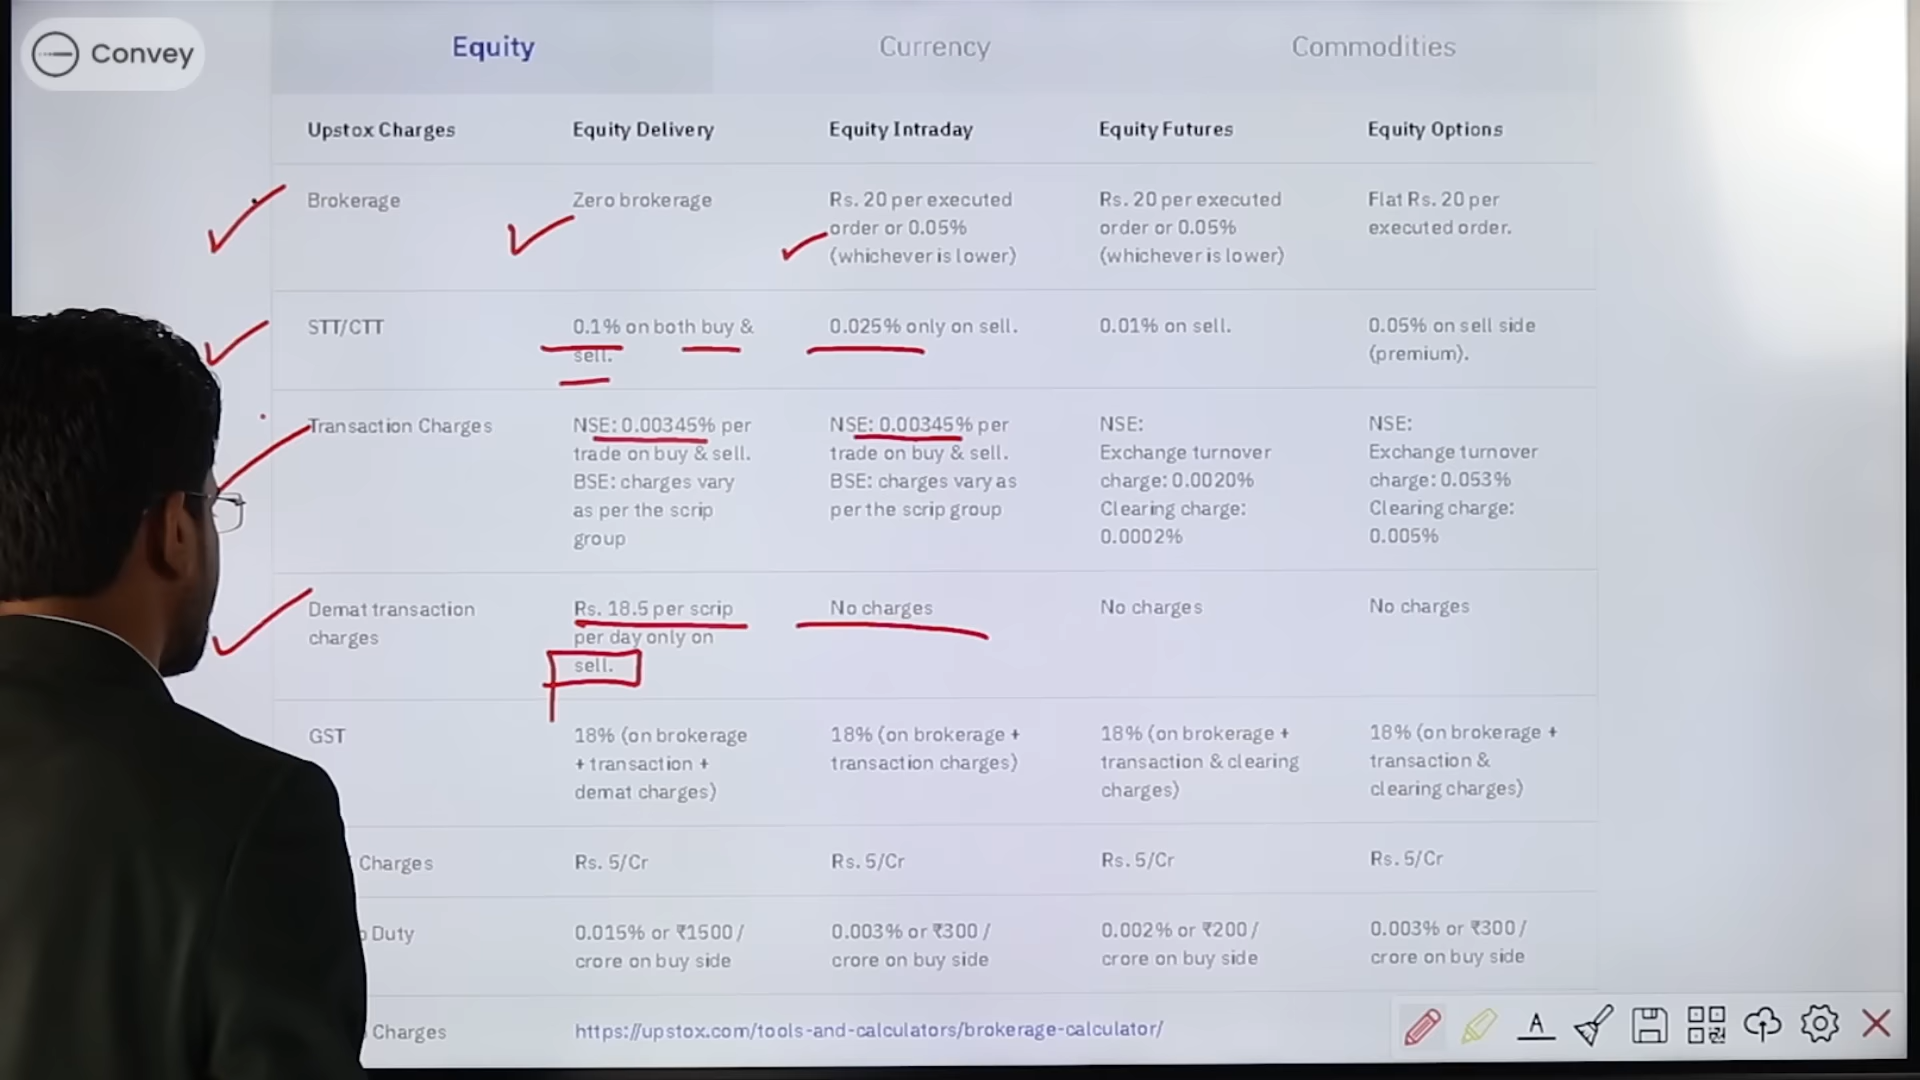 Convey
Equity
Currency
Commodities
Upstox Charges
Equity Delivery
Equity Intraday
Equity Futures
Equity Options
Brokerage
Zero brokerage
Rs. 20 per executed
order or 0.05%
(whichever is lower)
Rs. 20 per executed
order or 0.05%
(whichever is lower)
Flat Rs. 20 per
executed order.
STT/CTT
0.1% on both buy &
sell.
0.025% only on sell.
0.01% on sell.
0.05% on sell side
(premium).
Transaction Charges
NSE: 0.00345% per
trade on buy & sell.
BSE: charges vary
as per the scrip
group
NSE: 0.00345% per
trade on buy & sell.
BSE: charges vary as
per the scrip group
NSE:
Exchange turnover
charge: 0.0020%
Clearing charge:
0.0002%
NSE:
Exchange turnover
charge: 0.053%
Clearing charge:
0.005%
Demat transaction
charges
Rs. 18.5 per scrip
per day only on
sell.
No charges
No charges
No charges
GST
18% (on brokerage
+ transaction +
demat charges)
18% (on brokerage +
transaction charges)
18% (on brokerage +
transaction & clearing
charges)
18% (on brokerage +
transaction &
clearing charges)
Charges
Rs. 5/Cr
Rs. 5/Cr
Rs. 5/Cr
Rs. 5/Cr
Duty
0.015% or ₹1500 /
crore on buy side
0.003% or ₹300 /
crore on buy side
0.002% or ₹200 /
crore on buy side
0.003% or ₹300 /
crore on buy side
Charges
https://upstox.com/tools-and-calculators/brokerage-calculator/
A